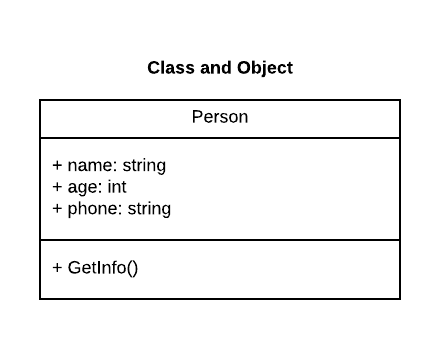 Class and Object
Person
+ name: string
+ age: int
+ phone: string
+ GetInfo()